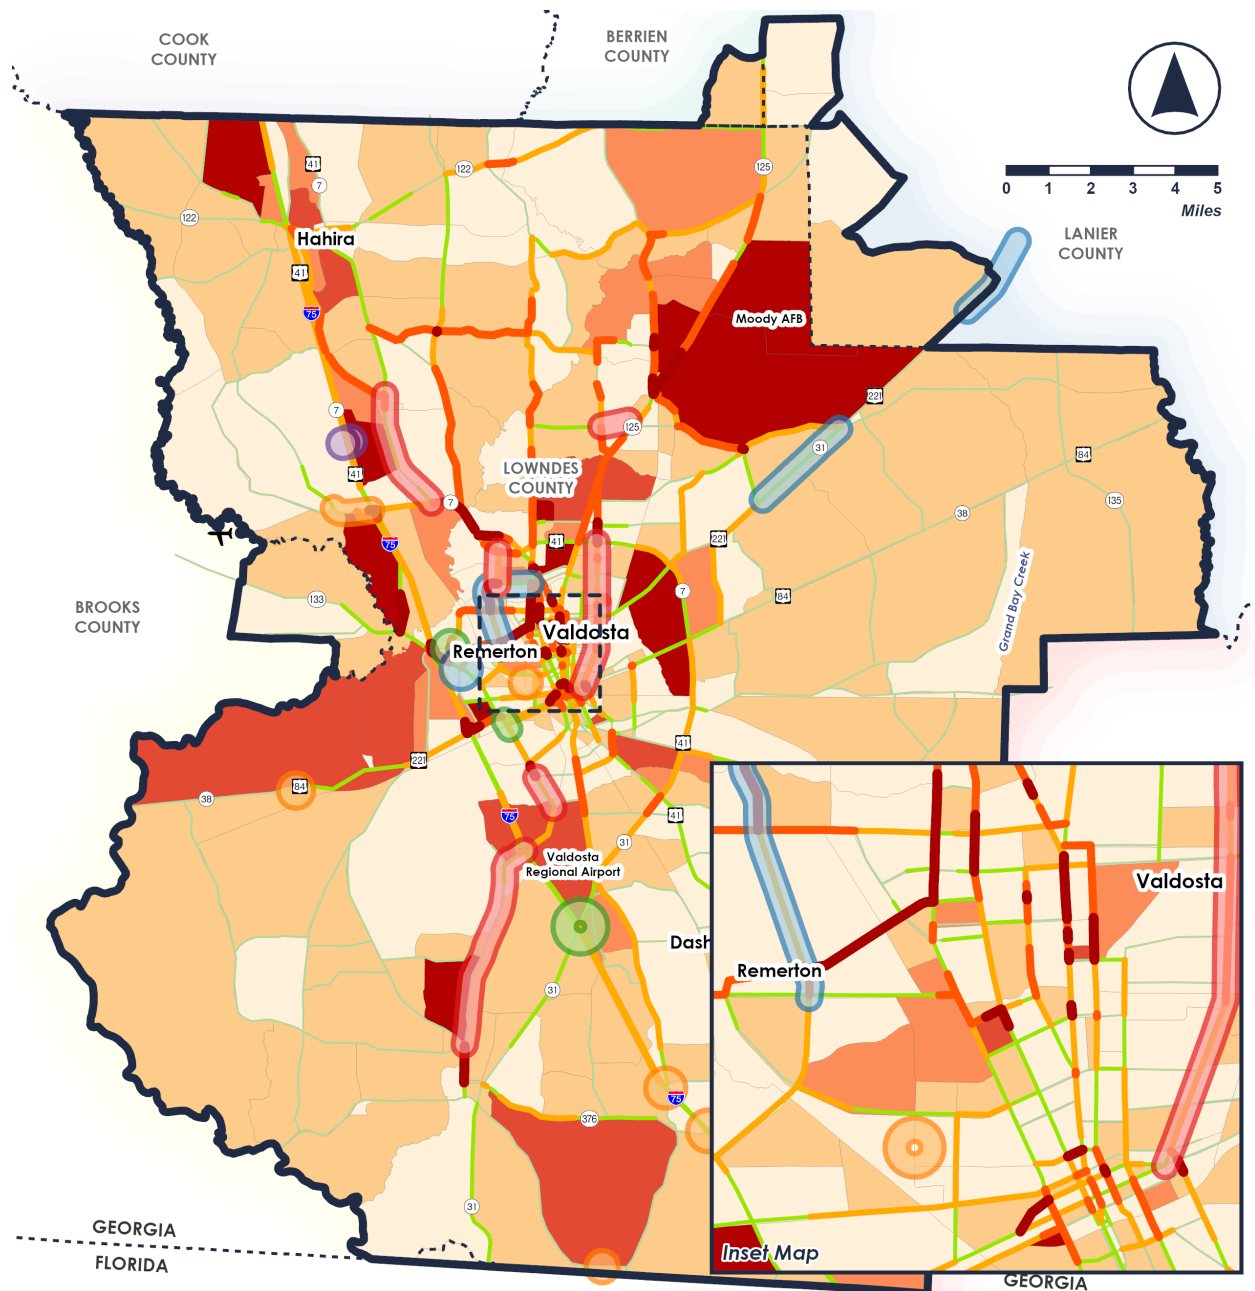 COOK
COUNTY
BERRIEN
COUNTY
0 1 2 3 4 5
Miles
LANIER
COUNTY
41
7
122
125
122
Hahira
41
75
Moody AFB
7
221
125
31
84
41
LOWNDES
COUNTY
7
135
38
41
221
75
Grand Bay Creek
133
7
84
BROOKS
COUNTY
Valdosta
Remerton
41
221
84
38
75
41
31
Valdosta
Regional Airport
Dash
31
75
376
31
Valdosta
Remerton
Inset Map
GEORGIA
FLORIDA
GEORGIA